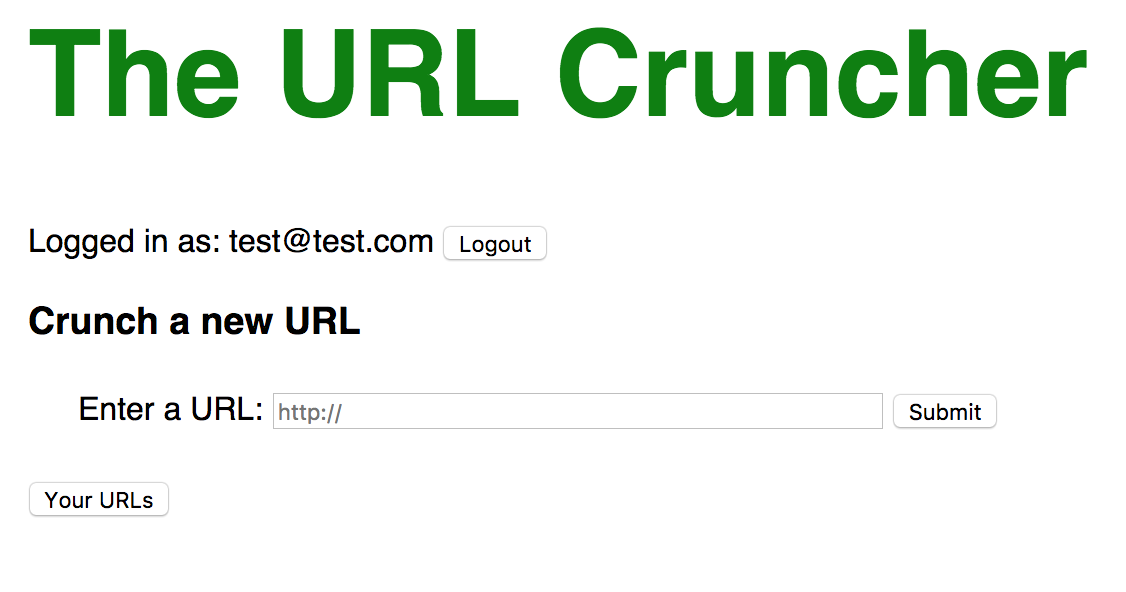 The URL Cruncher
Logged in as: test@test.com Logout
Crunch a new URL
Enter a URL: http:// Submit
Your URLs